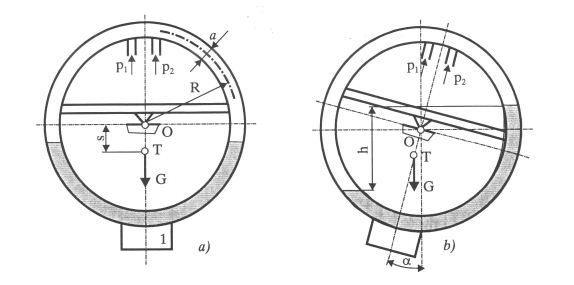 a
p₁ p₂
R
O
s
T
G
1
a)
p₁
p₂
O
h
T
G
b)
α